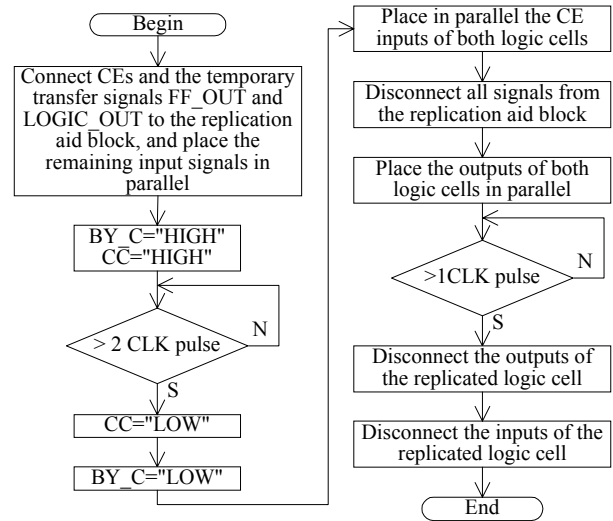 Begin
Connect CEs and the temporary
transfer signals FF_OUT and
LOGIC_OUT to the replication
aid block, and place the
remaining input signals in
parallel
BY_C="HIGH"
CC="HIGH"
> 2 CLK pulse
N
S
CC="LOW"
BY_C="LOW"
Place in parallel the CE
inputs of both logic cells
Disconnect all signals from
the replication aid block
Place the outputs of both
logic cells in parallel
>1CLK pulse
N
S
Disconnect the outputs of
the replicated logic cell
Disconnect the inputs of the
replicated logic cell
End